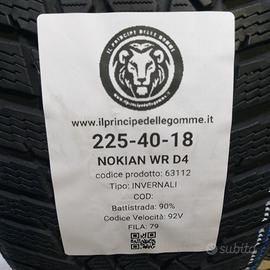 IL PRINCIPE DELLE GOMME
www.ilprincipedellegomme.it
225-40-18
NOKIAN WR D4
codice prodotto: 63112
Tipo: INVERNALI
COD:
Battistrada: 90%
Codice Velocità: 92V
FILA: 79
subito